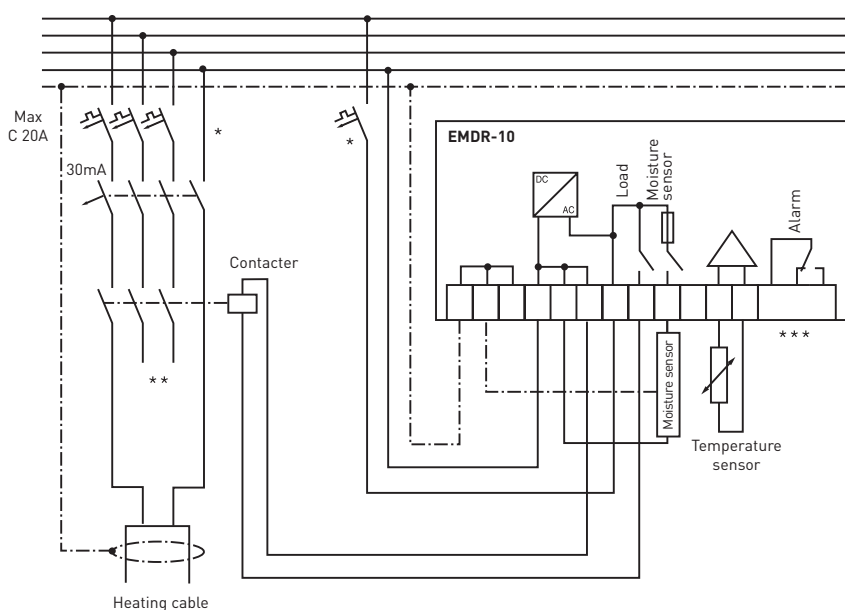 Max
C 20A
*
*
EMDR-10
30mA
DC
AC
Load
Moisture
sensor
Alarm
Contacter
* *
* * *
Moisture sensor
Temperature
sensor
Heating cable